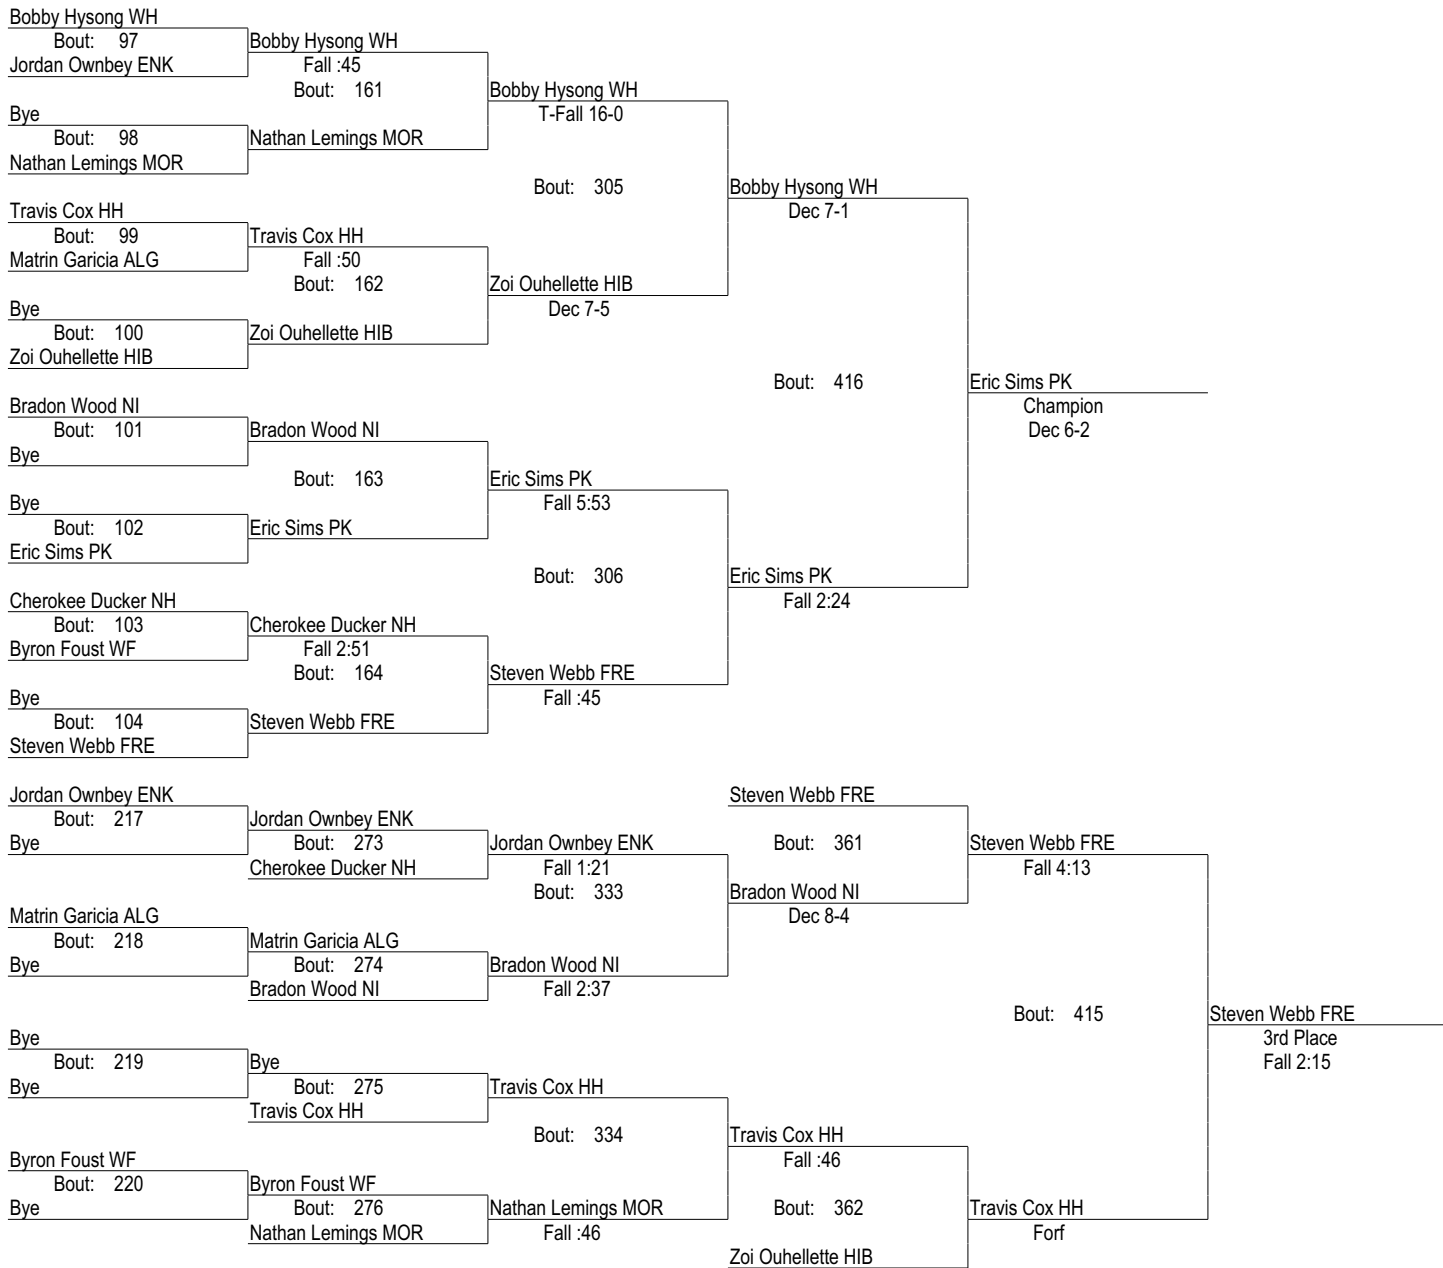 Bobby Hysong WH
Bout: 97
Jordan Ownbey ENK
Bobby Hysong WH
Fall :45
Bout: 161
Bye
Bout: 98
Nathan Lemings MOR
Nathan Lemings MOR
Bobby Hysong WH
T-Fall 16-0
Bout: 305
Travis Cox HH
Bout: 99
Matrin Garicia ALG
Travis Cox HH
Fall :50
Bout: 162
Bye
Bout: 100
Zoi Ouhellette HIB
Zoi Ouhellette HIB
Zoi Ouhellette HIB
Dec 7-5
Bobby Hysong WH
Dec 7-1
Bout: 416
Bradon Wood NI
Bout: 101
Bye
Bradon Wood NI
Bout: 163
Bye
Bout: 102
Eric Sims PK
Eric Sims PK
Eric Sims PK
Fall 5:53
Bout: 306
Cherokee Ducker NH
Bout: 103
Byron Foust WF
Cherokee Ducker NH
Fall 2:51
Bout: 164
Bye
Bout: 104
Steven Webb FRE
Steven Webb FRE
Steven Webb FRE
Fall :45
Eric Sims PK
Fall 2:24
Eric Sims PK
Champion
Dec 6-2
Jordan Ownbey ENK
Bout: 217
Bye
Jordan Ownbey ENK
Bout: 273
Cherokee Ducker NH
Jordan Ownbey ENK
Fall 1:21
Bout: 333
Matrin Garicia ALG
Bout: 218
Bye
Matrin Garicia ALG
Bout: 274
Bradon Wood NI
Bradon Wood NI
Fall 2:37
Steven Webb FRE
Bout: 361
Bradon Wood NI
Dec 8-4
Steven Webb FRE
Fall 4:13
Bout: 415
Bye
Bout: 219
Bye
Bye
Bout: 275
Travis Cox HH
Travis Cox HH
Bout: 334
Byron Foust WF
Bout: 220
Bye
Byron Foust WF
Bout: 276
Nathan Lemings MOR
Nathan Lemings MOR
Fall :46
Travis Cox HH
Fall :46
Bout: 362
Zoi Ouhellette HIB
Travis Cox HH
Forf
Steven Webb FRE
3rd Place
Fall 2:15